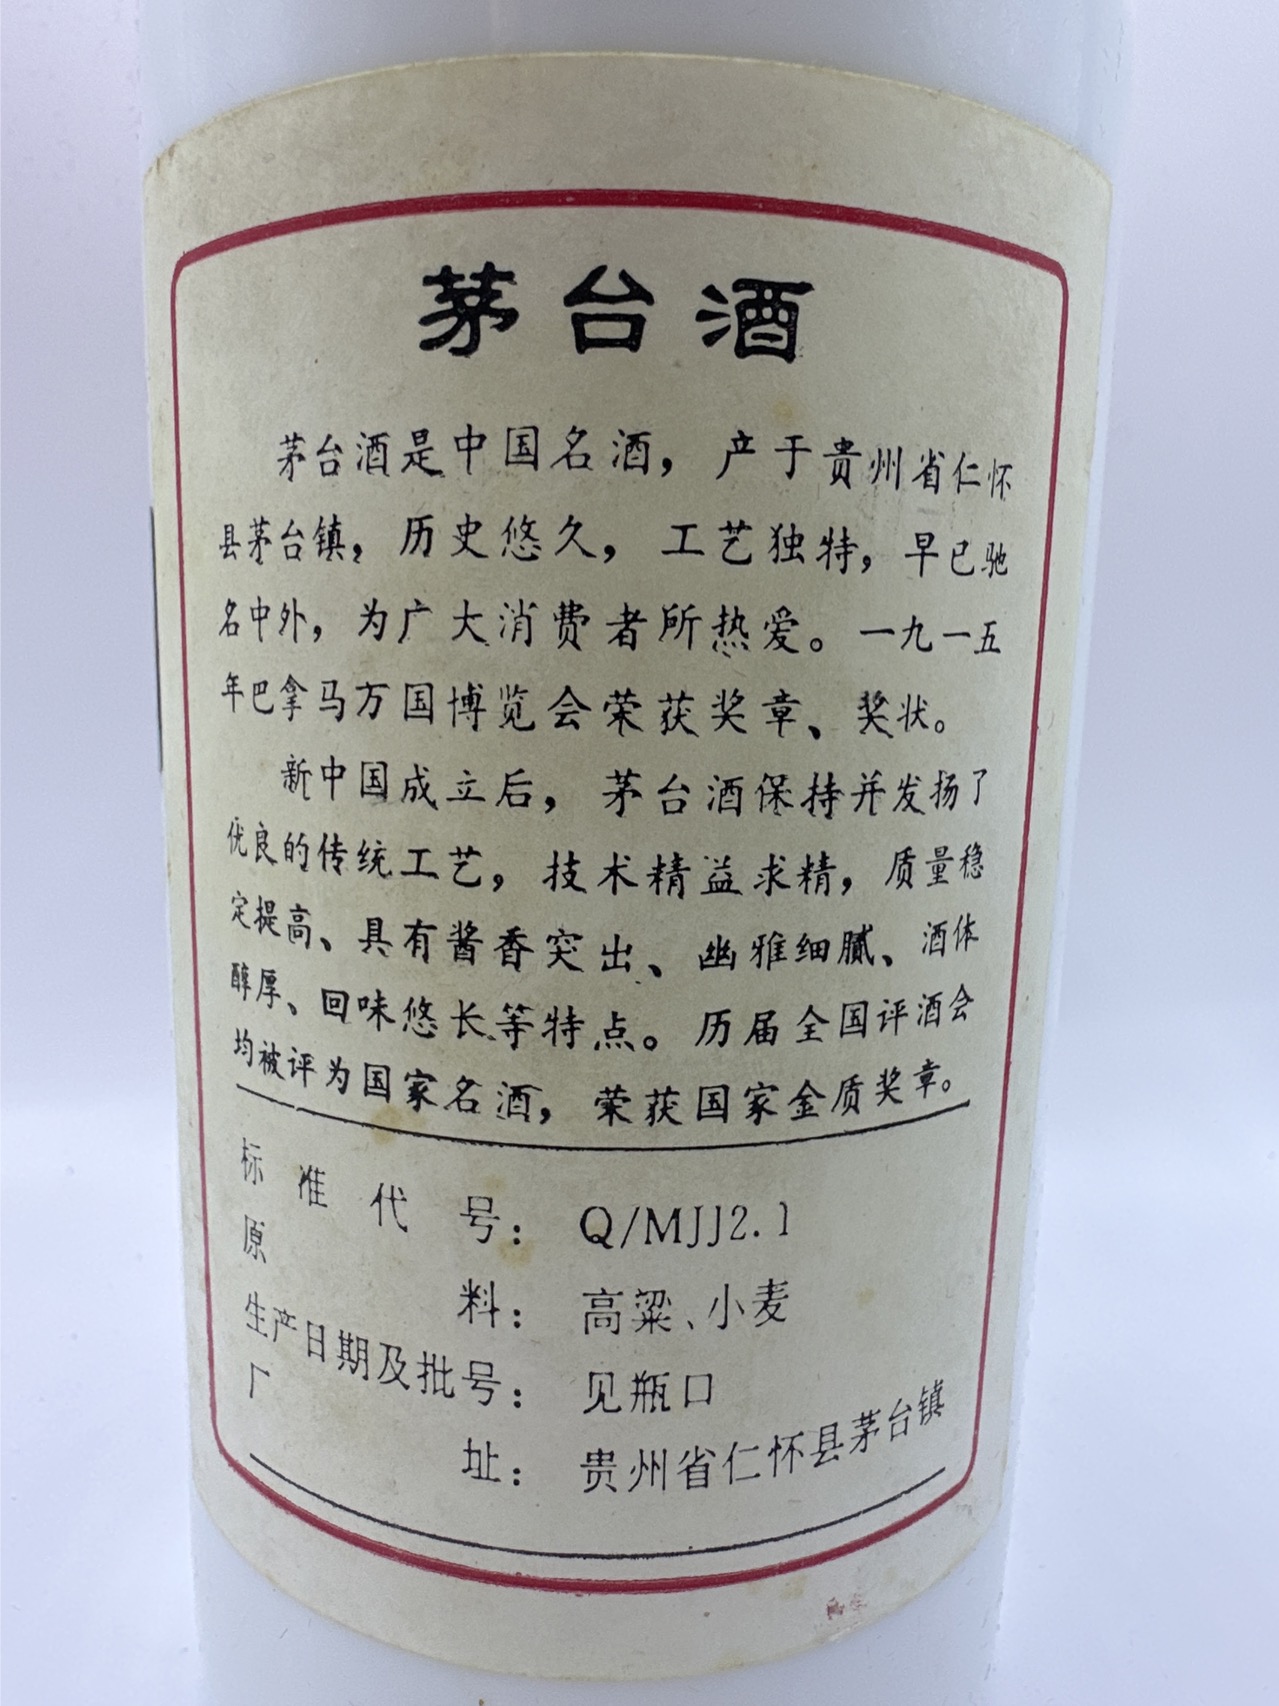 茅台酒
茅台酒是中国名酒，产于贵州省仁怀
县茅台镇，历史悠久，工艺独特，早已驰
名中外，为广大消费者所热爱。一九一五
年巴拿马万国博览会荣获奖章、奖状。
新中国成立后，茅台酒保持并发扬了
优良的传统工艺，技术精益求精，质量稳
定提高、具有酱香突出、幽雅细腻、酒体
醇厚、回味悠长等特点。历届全国评酒会
均被评为国家名酒，荣获国家金质奖章。
标准代号：Q/MJJ2.1
原料：高粱、小麦
生产日期及批号：见瓶口
厂址：贵州省仁怀县茅台镇